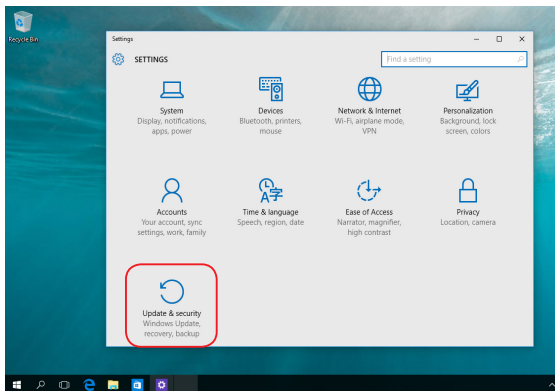 Recycle Bin
Settings
SETTINGS
Find a setting
System
Display, notifications,
apps, power
Devices
Bluetooth, printers,
mouse
Network & Internet
Wi-Fi, airplane mode,
VPN
Personalization
Background, lock
screen, colors
Accounts
Your account, sync
settings, work, family
Time & language
Speech, region, date
Ease of Access
Narrator, magnifier,
high contrast
Privacy
Location, camera
Update & security
Windows Update,
recovery, backup